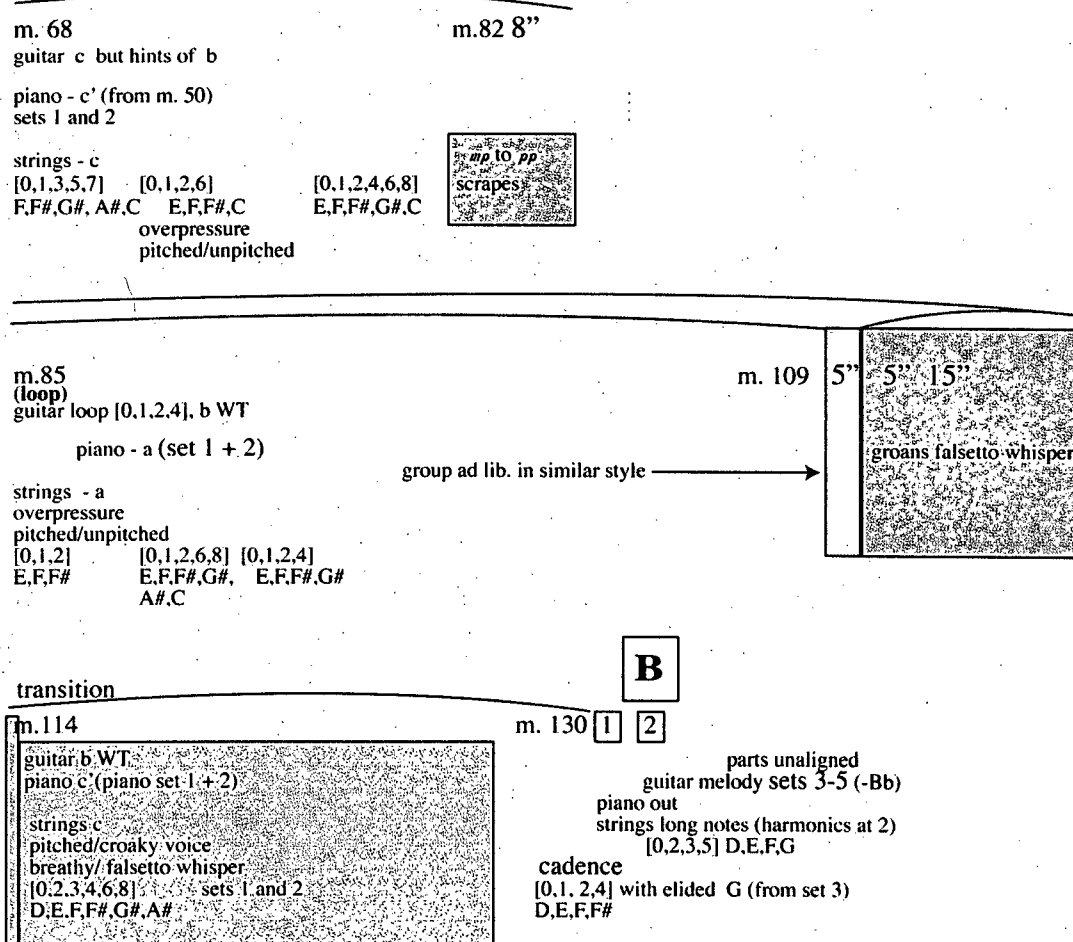 m. 68
m.82 8”
guitar c but hints of b
piano - c’ (from m. 50)
sets 1 and 2
strings - c
[0,1,3,5,7] [0,1,2,6] [0,1,2,4,6,8]
F,F#,G#, A#,C E,F,F#,C E,F,F#,G#,C
overpressure
pitched/unpitched
mp to pp
scrapes
m.85
(loop)
guitar loop [0,1,2,4], b WT
piano - a (set 1 + 2)
strings - a
overpressure
pitched/unpitched
[0,1,2] [0,1,2,6,8] [0,1,2,4]
E,F,F# E,F,F#,G#, E,F,F#,G#
A#,C
m. 109 5” 5” 15”
group ad lib. in similar style
groans falsetto whisper
transition
m.114
guitar b WT
piano c’(piano set 1 + 2)
strings c
pitched/croaky voice
breathy/ falsetto whisper
[0,2,3,4,6,8] sets 1 and 2
D,E,F,F#,G#,A#
B
m. 130 1 2
parts unaligned
guitar melody sets 3-5 (-Bb)
piano out
strings long notes (harmonics at 2)
[0,2,3,5] D,E,F,G
cadence
[0,1. 2,4] with elided G (from set 3)
D,E,F,F#